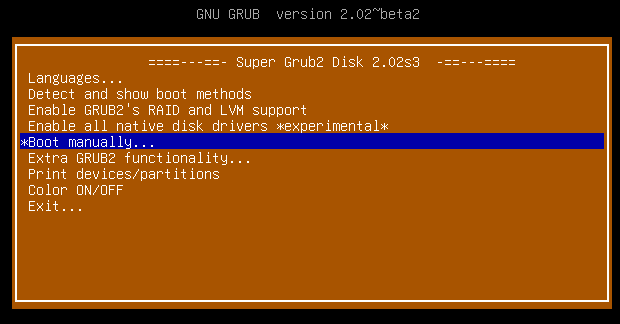 GNU GRUB  version 2.02~beta2
====---==- Super Grub2 Disk 2.02s3  -==---====
Languages...
Detect and show boot methods
Enable GRUB2's RAID and LVM support
Enable all native disk drivers *experimental*
*Boot manually...
Extra GRUB2 functionality...
Print devices/partitions
Color ON/OFF
Exit...